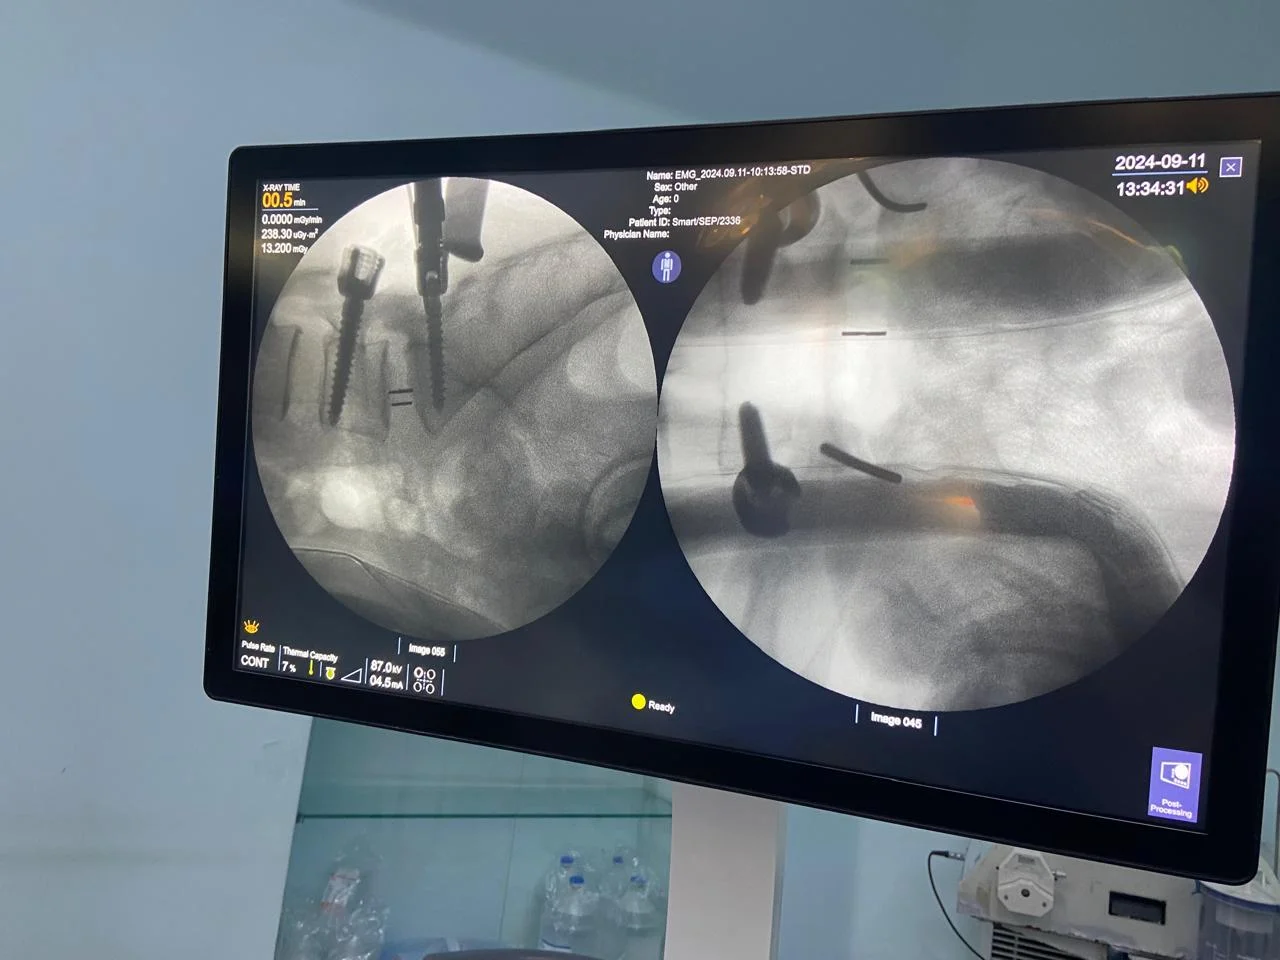 X-RAY TIME
00.5 min
0.0000 mGy/min
238.30 uGy·m²
13.200 mGy
Name: EMG_2024.09.11-10:13:58-STD
Sex: Other
Age: 0
Type:
Patient ID: Smart/SEP/2336
Physician Name:
2024-09-11
13:34:31
Pulse Rate
CONT
Thermal Capacity
7 %
87.0 kV
04.5 mA
Image 055
Ready
Image 045
Post-
Processing